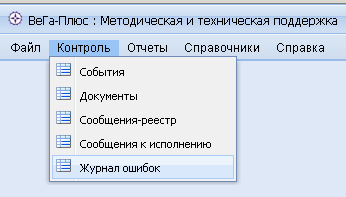 ВеГа-Плюс : Методическая и техническая поддержка
Файл Контроль Отчеты Справочники Справка
События
Документы
Сообщения-реестр
Сообщения к исполнению
Журнал ошибок